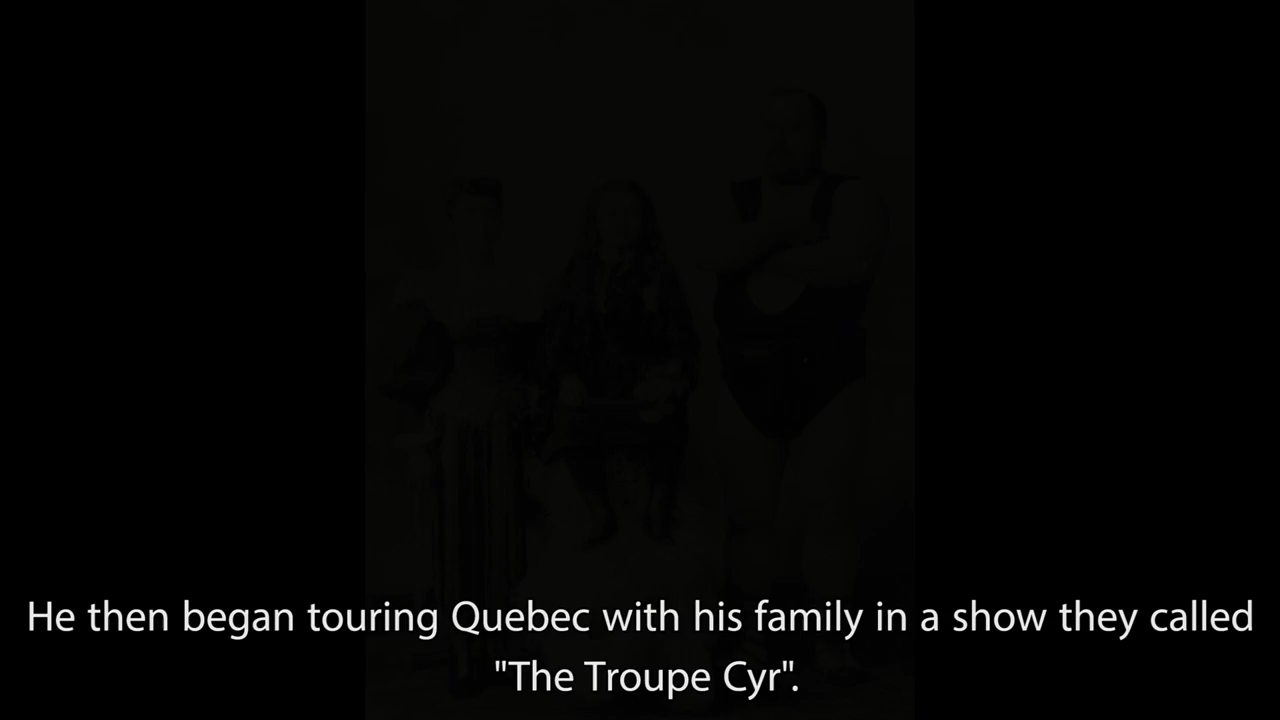 He then began touring Quebec with his family in a show they called
"The Troupe Cyr".